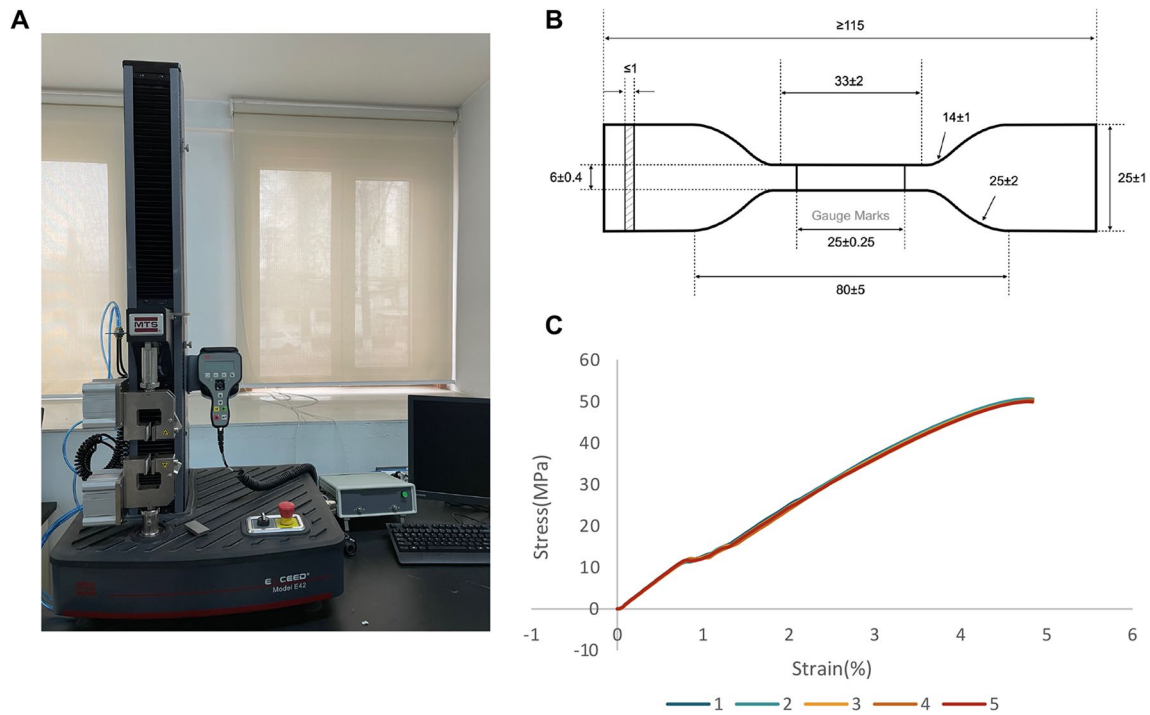 A
MTS
EXCEED
Model E42
B
≥115
≤1
33±2
14±1
6±0.4
25±2
25±1
Gauge Marks
25±0.25
80±5
C
60
50
40
30
20
10
0
-10
-1
0
1
2
3
4
5
6
Stress(MPa)
Strain(%)
1 2 3 4 5